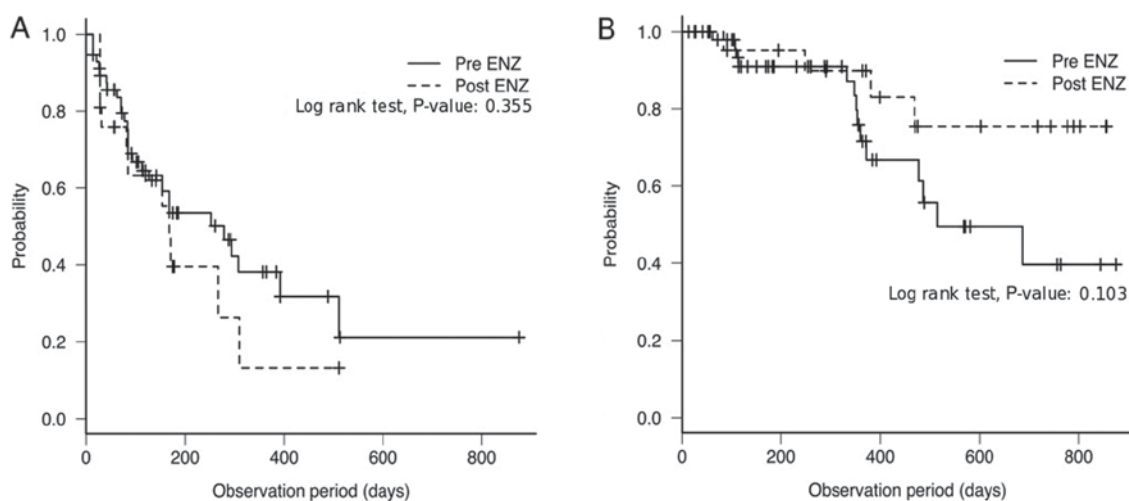 A
1.0
0.8
0.6
0.4
0.2
0.0
Probability
0
200
400
600
800
Observation period (days)
Pre ENZ
Post ENZ
Log rank test, P-value: 0.355
B
1.0
0.8
0.6
0.4
0.2
0.0
Probability
0
200
400
600
800
Observation period (days)
Pre ENZ
Post ENZ
Log rank test, P-value: 0.103